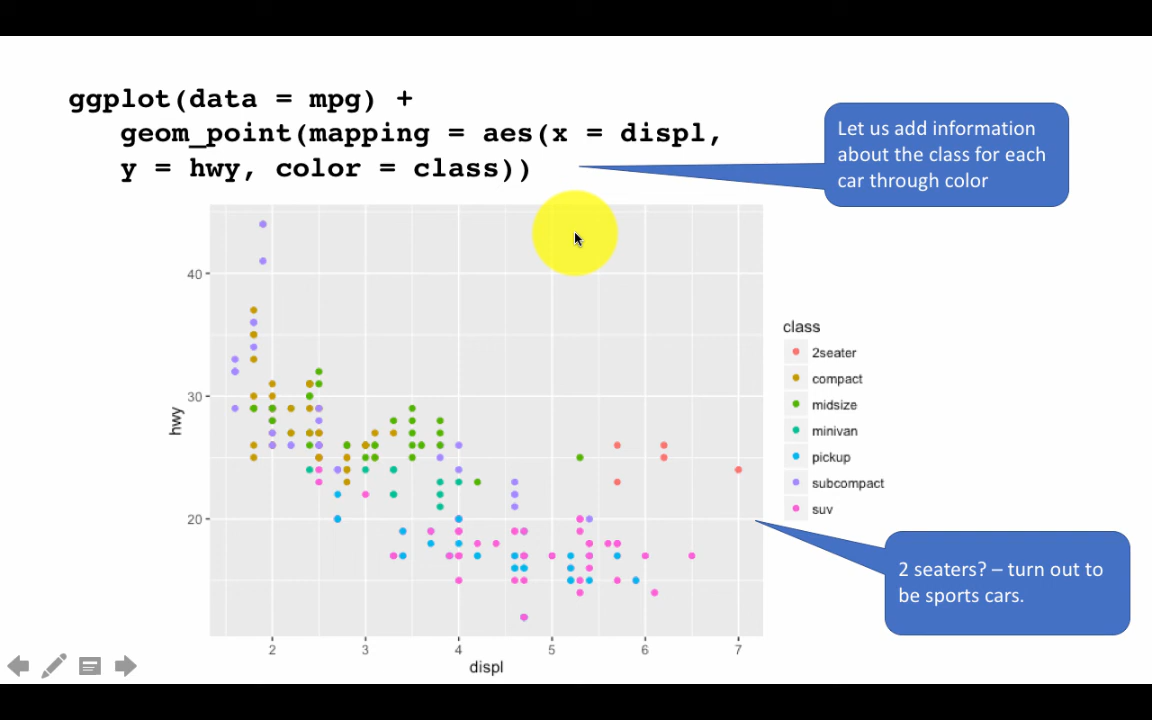 ggplot(data = mpg) +
geom_point(mapping = aes(x = displ,
y = hwy, color = class))
Let us add information
about the class for each
car through color
40
30
20
hwy
2
3
4
5
6
7
displ
class
2seater
compact
midsize
minivan
pickup
subcompact
suv
2 seaters? – turn out to
be sports cars.